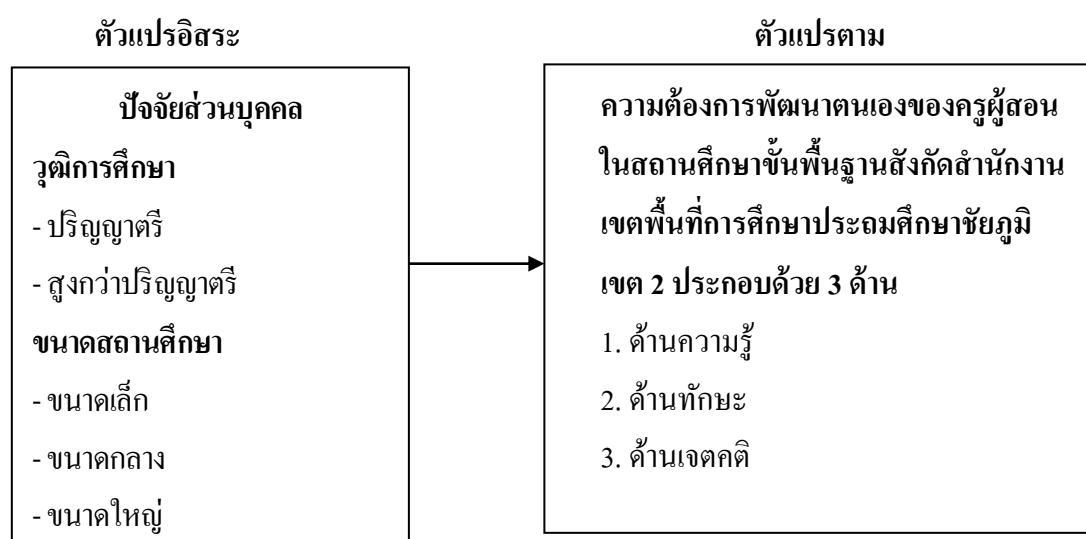 ตัวแปรอิสระ
ปัจจัยส่วนบุคคล
วุฒิการศึกษา
- ปริญญาตรี
- สูงกว่าปริญญาตรี
ขนาดสถานศึกษา
- ขนาดเล็ก
- ขนาดกลาง
- ขนาดใหญ่
ตัวแปรตาม
ความต้องการพัฒนาตนเองของครูผู้สอน
ในสถานศึกษาขั้นพื้นฐานสังกัดสำนักงาน
เขตพื้นที่การศึกษาประถมศึกษาชัยภูมิ
เขต 2 ประกอบด้วย 3 ด้าน
1. ด้านความรู้
2. ด้านทักษะ
3. ด้านเจตคติ